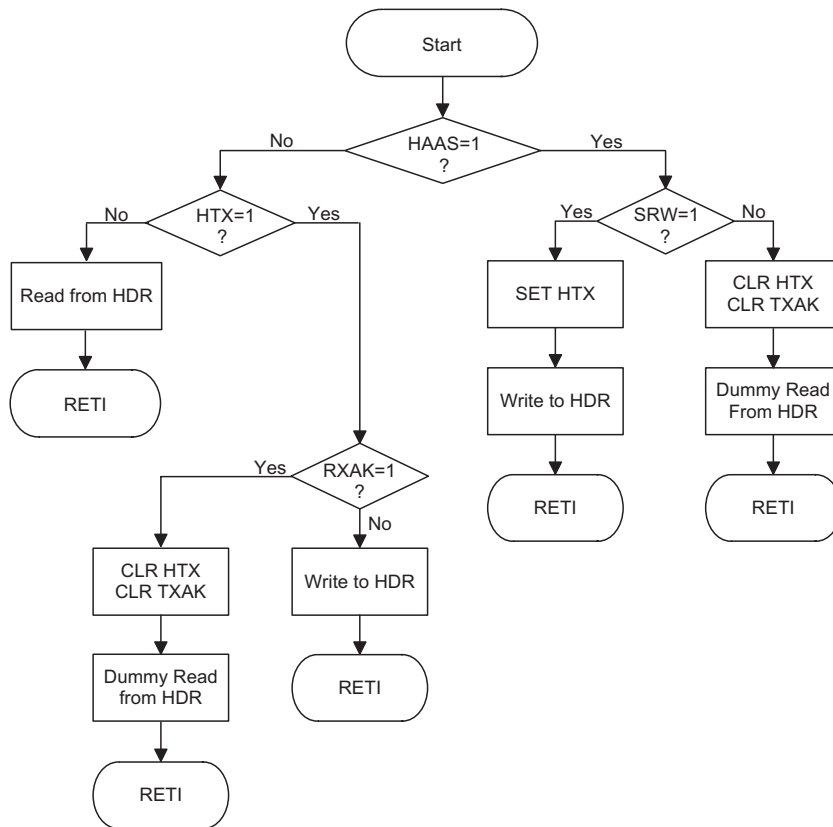 Start
No
HAAS=1
?
Yes
No
HTX=1
?
Yes
Yes
SRW=1
?
No
Read from HDR
SET HTX
CLR HTX
CLR TXAK
RETI
Write to HDR
Dummy Read
From HDR
Yes
RXAK=1
?
No
RETI
RETI
CLR HTX
CLR TXAK
Write to HDR
Dummy Read
from HDR
RETI
RETI